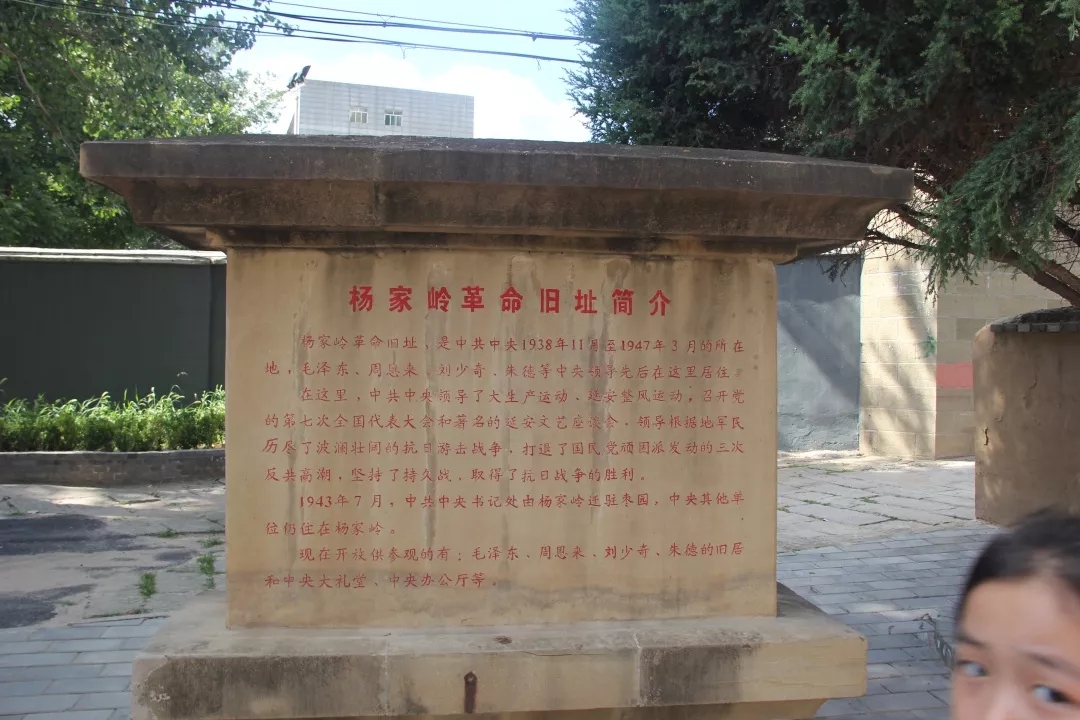 杨家岭革命旧址简介
杨家岭革命旧址，是中共中央1938年11月至1947年3月的所在
地，毛泽东、周恩来、刘少奇、朱德等中央领导先后在这里居住。
在这里，中共中央领导了大生产运动、延安整风运动，召开党
的第七次全国代表大会和著名的延安文艺座谈会，领导根据地军民
历尽了波澜壮阔的抗日游击战争，打退了国民党顽固派发动的三次
反共高潮，坚持了持久战，取得了抗日战争的胜利。
1943年7月，中共中央书记处由杨家岭迁驻枣园，中央其他单
位仍住在杨家岭。
现在开放供参观的有：毛泽东、周恩来、刘少奇、朱德的旧居
和中央大礼堂、中央办公厅等。